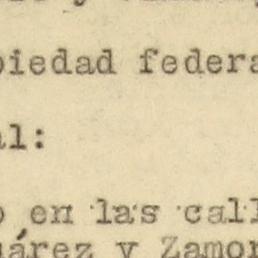 piedad federa
al:
o en las call
uárez y Zamor